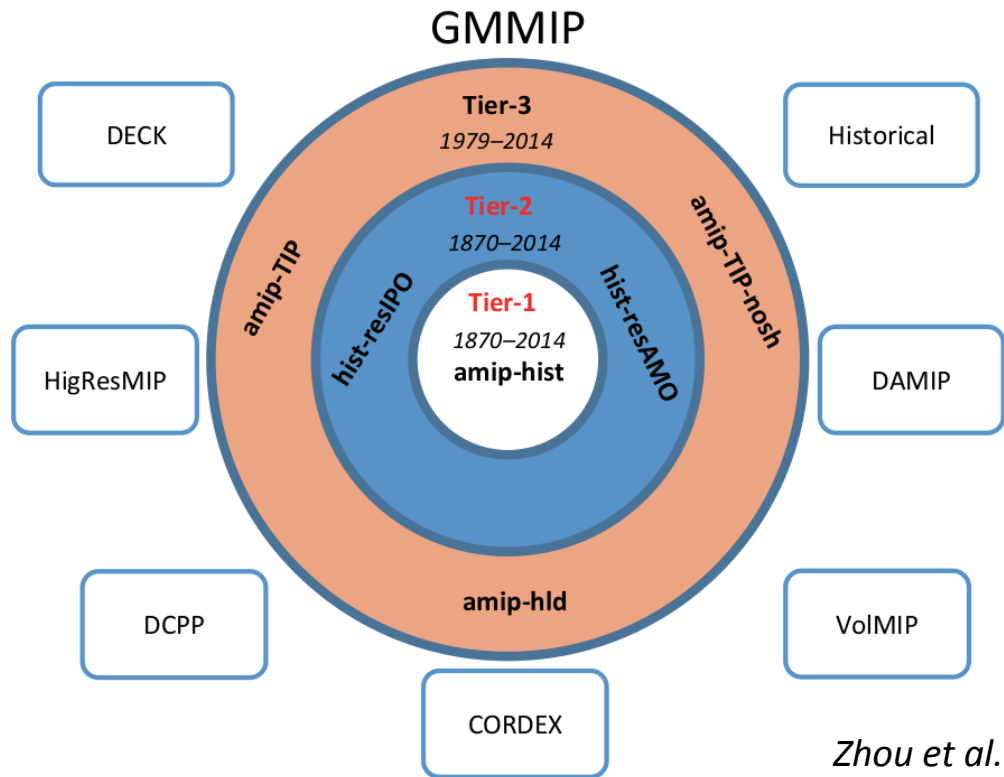 GMMIP
DECK
Tier-3
1979–2014
Historical
Tier-2
1870–2014
amip-TIP
amip-TIP-nosh
hist-resIPO
hist-resAMO
Tier-1
1870–2014
amip-hist
HigResMIP
DAMIP
amip-hld
DCPP
VolMIP
CORDEX
Zhou et al.